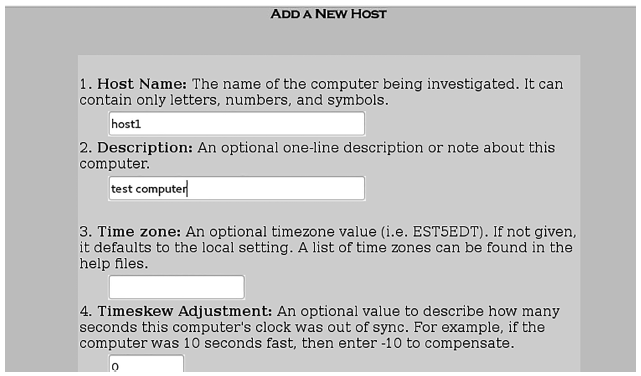 ADD A NEW HOST
1. Host Name: The name of the computer being investigated. It can
contain only letters, numbers, and symbols.
host1
2. Description: An optional one-line description or note about this
computer.
test computer
3. Time zone: An optional timezone value (i.e. EST5EDT). If not given,
it defaults to the local setting. A list of time zones can be found in the
help files.
4. Timeskew Adjustment: An optional value to describe how many
seconds this computer's clock was out of sync. For example, if the
computer was 10 seconds fast, then enter -10 to compensate.
0